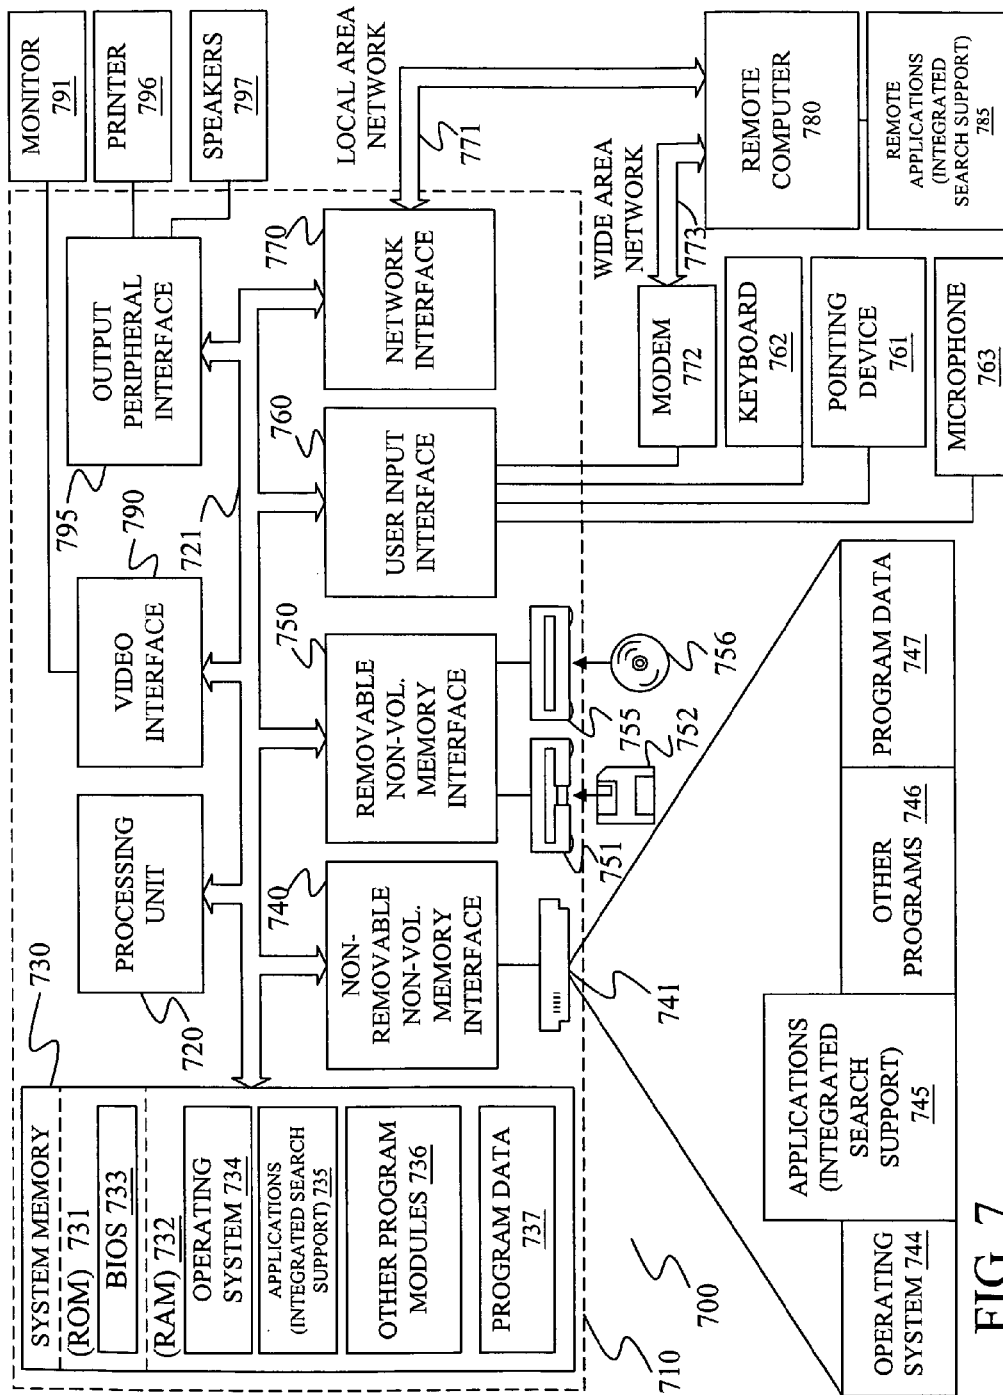 SYSTEM MEMORY
(ROM) 731
BIOS 733
(RAM) 732
OPERATING
SYSTEM 734
APPLICATIONS
(INTEGRATED SEARCH
SUPPORT) 735
OTHER PROGRAM
MODULES 736
PROGRAM DATA
737
730
PROCESSING
UNIT
720
VIDEO
INTERFACE
790
721
OUTPUT
PERIPHERAL
INTERFACE
795
MONITOR
791
PRINTER
796
SPEAKERS
797
NON-
REMOVABLE
NON-VOL.
MEMORY
INTERFACE
740
REMOVABLE
NON-VOL.
MEMORY
INTERFACE
750
USER INPUT
INTERFACE
760
NETWORK
INTERFACE
770
LOCAL AREA
NETWORK
771
710
700
741
751
752
755
756
WIDE AREA
NETWORK
773
MODEM
772
KEYBOARD
762
POINTING
DEVICE
761
MICROPHONE
763
REMOTE
COMPUTER
780
REMOTE
APPLICATIONS
(INTEGRATED
SEARCH SUPPORT)
785
OPERATING
SYSTEM 744
APPLICATIONS
(INTEGRATED
SEARCH
SUPPORT)
745
OTHER
PROGRAMS 746
PROGRAM DATA
747
FIG. 7